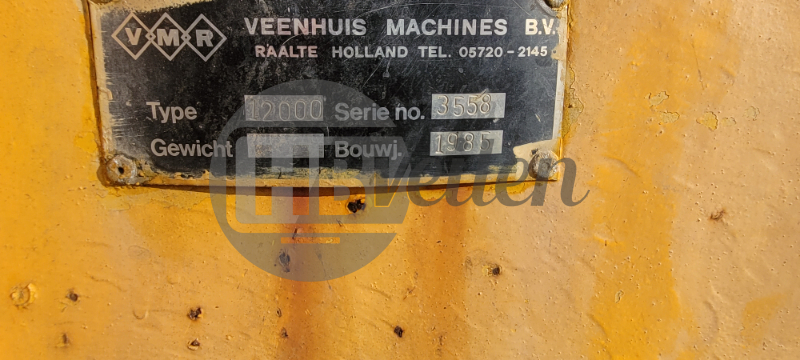 VMR VEENHUIS MACHINES B.V.
RAALTE HOLLAND TEL. 05720-2145
Type 12000 Serie no. 3558
Gewicht Bouwj. 1985